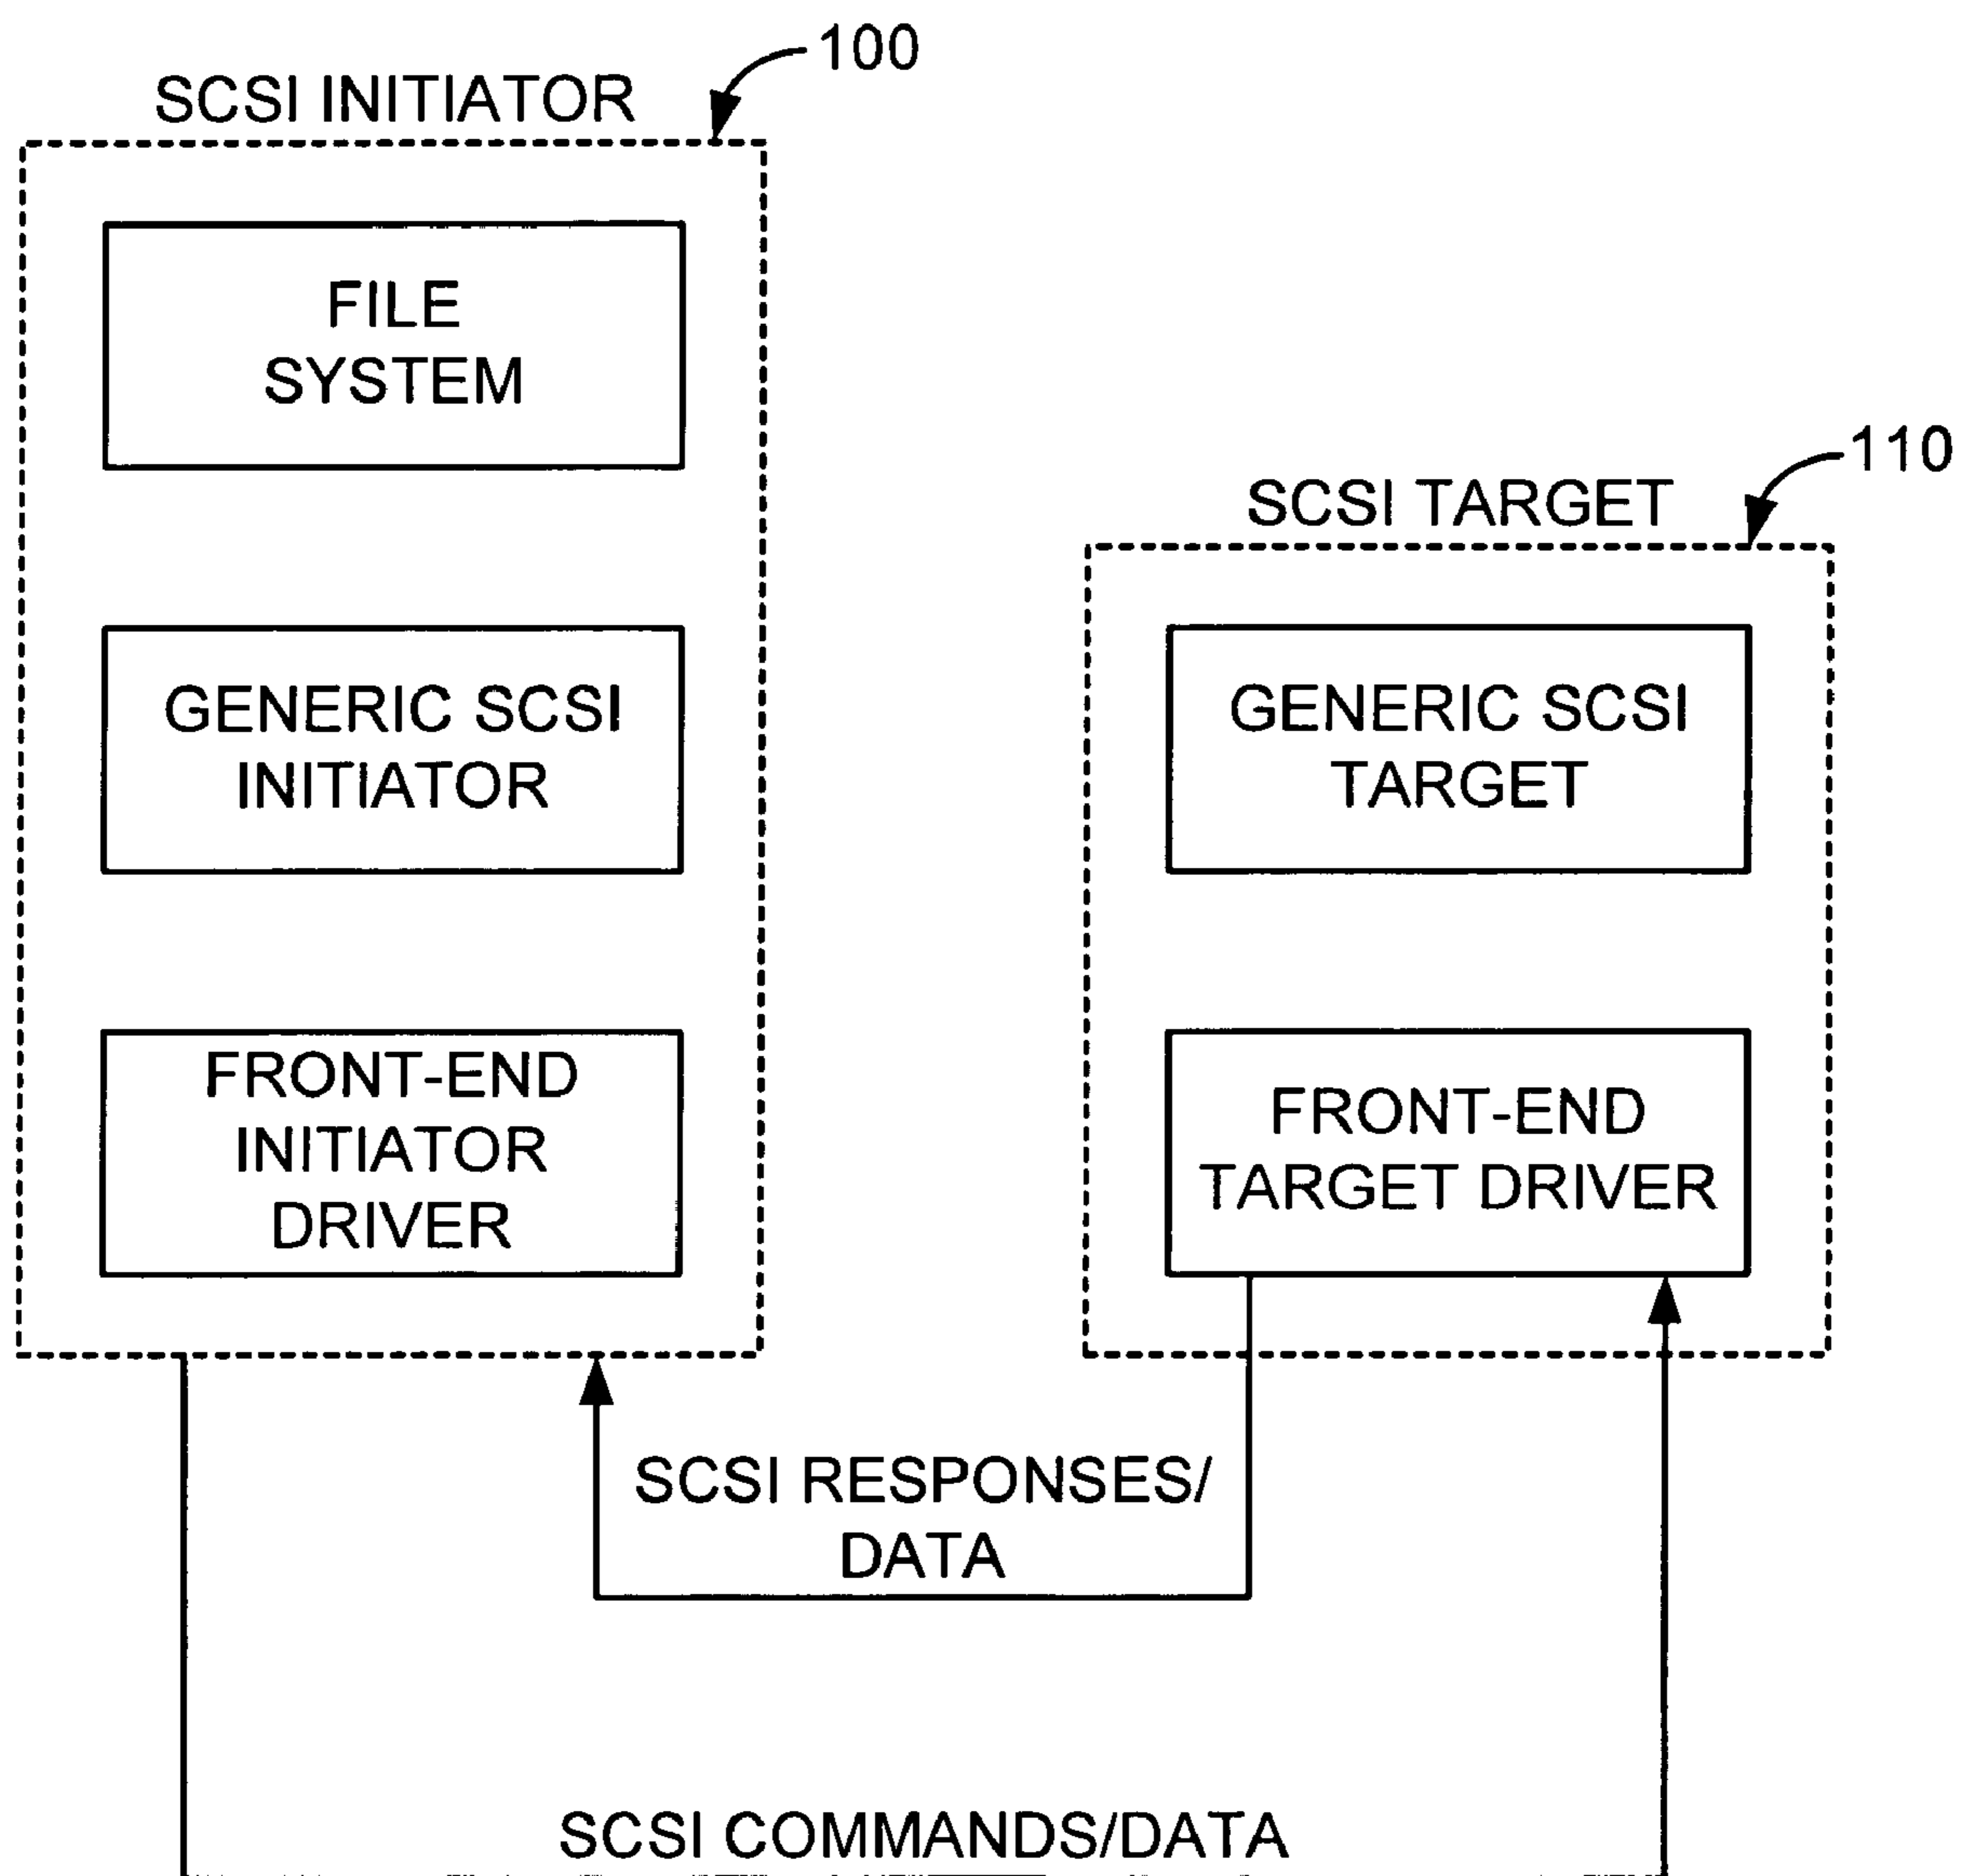 100
SCSI INITIATOR
FILE
SYSTEM
GENERIC SCSI
INITIATOR
FRONT-END
INITIATOR
DRIVER
110
SCSI TARGET
GENERIC SCSI
TARGET
FRONT-END
TARGET DRIVER
SCSI RESPONSES/
DATA
SCSI COMMANDS/DATA